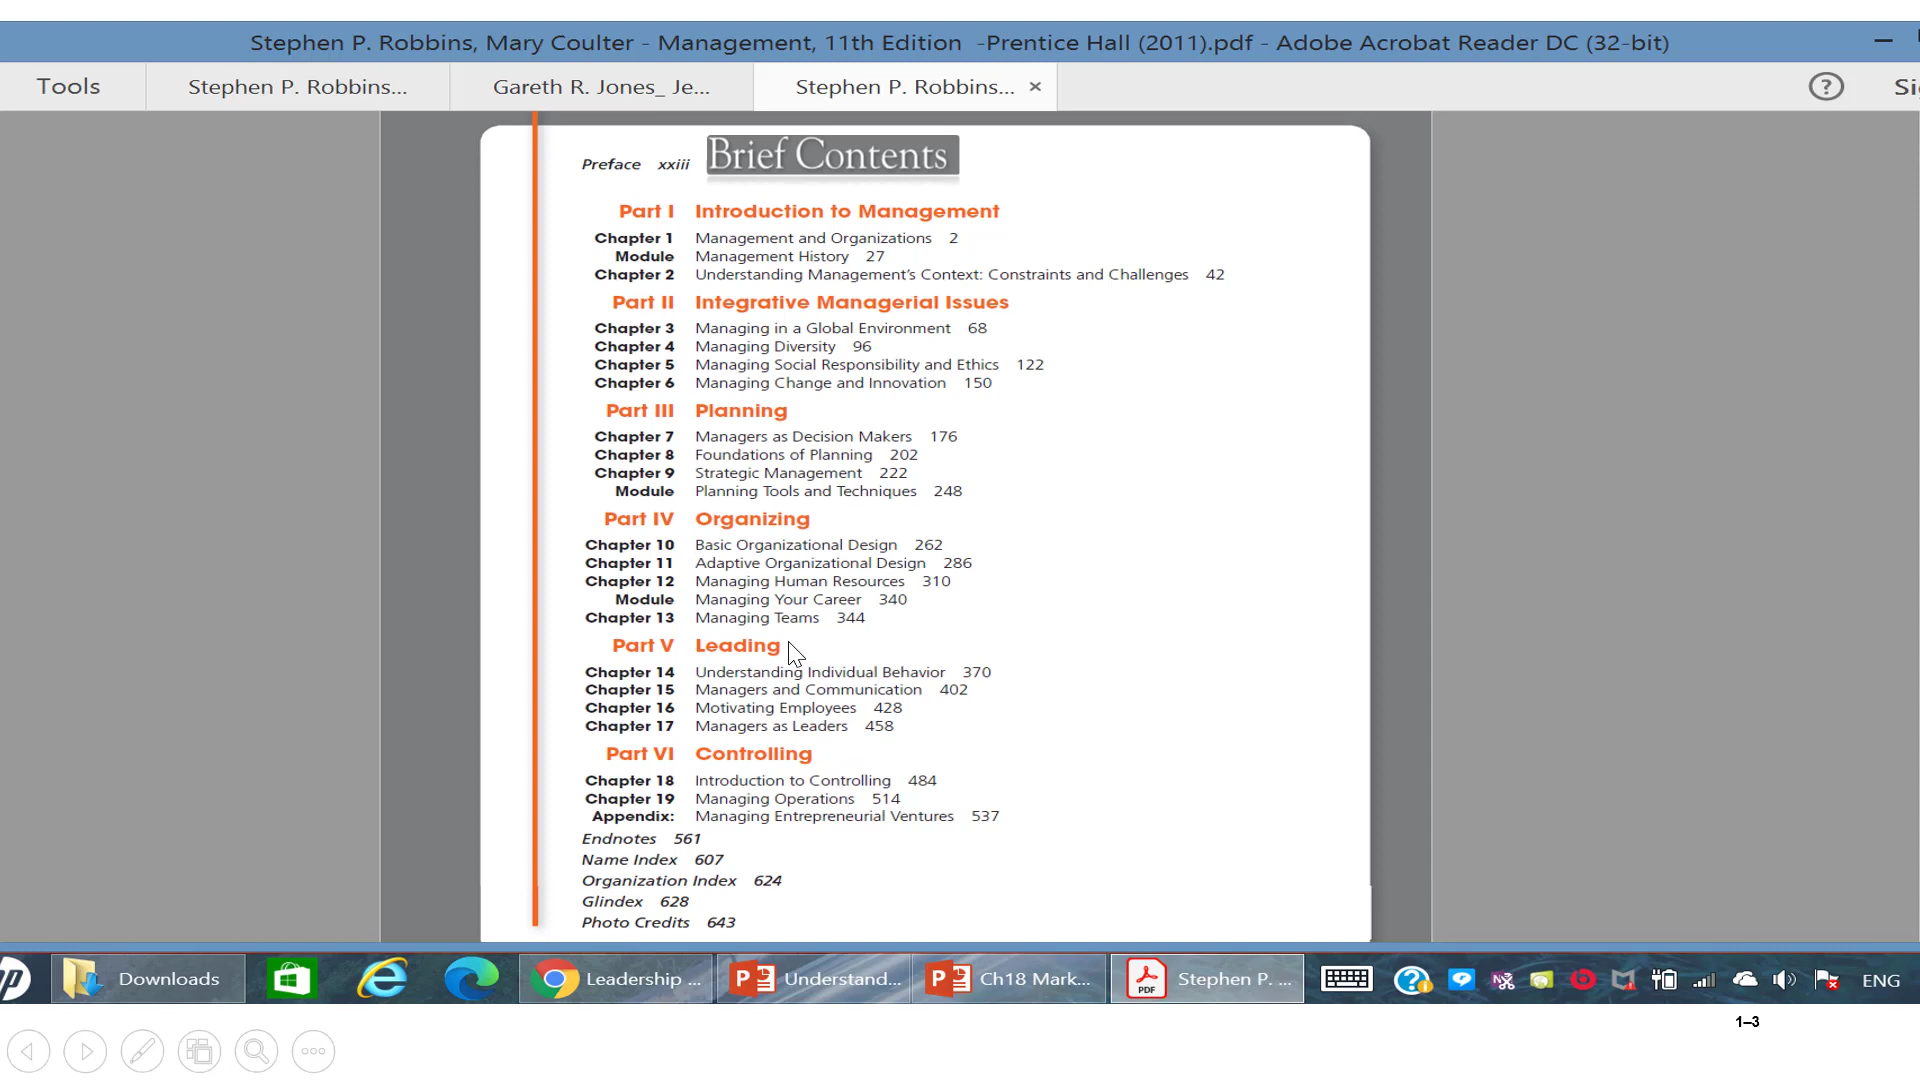 Stephen P. Robbins, Mary Coulter - Management, 11th Edition -Prentice Hall (2011).pdf - Adobe Acrobat Reader DC (32-bit)
Tools
Stephen P. Robbins...
Gareth R. Jones_ Je...
Stephen P. Robbins... ×
?
Preface xxiii
Brief Contents
Part I Introduction to Management
Chapter 1 Management and Organizations 2
Module Management History 27
Chapter 2 Understanding Management's Context: Constraints and Challenges 42
Part II Integrative Managerial Issues
Chapter 3 Managing in a Global Environment 68
Chapter 4 Managing Diversity 96
Chapter 5 Managing Social Responsibility and Ethics 122
Chapter 6 Managing Change and Innovation 150
Part III Planning
Chapter 7 Managers as Decision Makers 176
Chapter 8 Foundations of Planning 202
Chapter 9 Strategic Management 222
Module Planning Tools and Techniques 248
Part IV Organizing
Chapter 10 Basic Organizational Design 262
Chapter 11 Adaptive Organizational Design 286
Chapter 12 Managing Human Resources 310
Module Managing Your Career 340
Chapter 13 Managing Teams 344
Part V Leading
Chapter 14 Understanding Individual Behavior 370
Chapter 15 Managers and Communication 402
Chapter 16 Motivating Employees 428
Chapter 17 Managers as Leaders 458
Part VI Controlling
Chapter 18 Introduction to Controlling 484
Chapter 19 Managing Operations 514
Appendix: Managing Entrepreneurial Ventures 537
Endnotes 561
Name Index 607
Organization Index 624
Glindex 628
Photo Credits 643
Downloads
Leadership ...
Understand...
Ch18 Mark...
PDF
Stephen P. ...
ENG
1–3